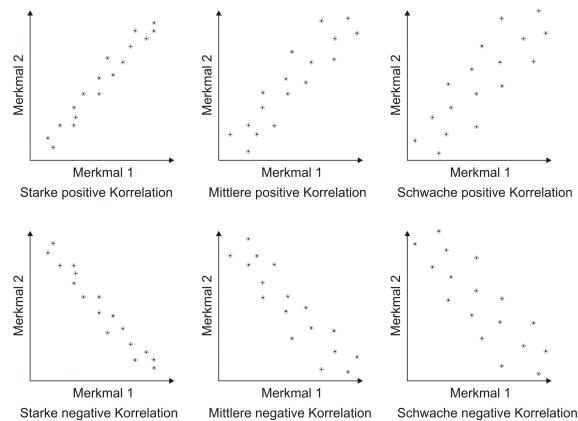 Merkmal 2
Merkmal 1
Starke positive Korrelation
Merkmal 2
Merkmal 1
Mittlere positive Korrelation
Merkmal 2
Merkmal 1
Schwache positive Korrelation
Merkmal 2
Merkmal 1
Starke negative Korrelation
Merkmal 2
Merkmal 1
Mittlere negative Korrelation
Merkmal 2
Merkmal 1
Schwache negative Korrelation